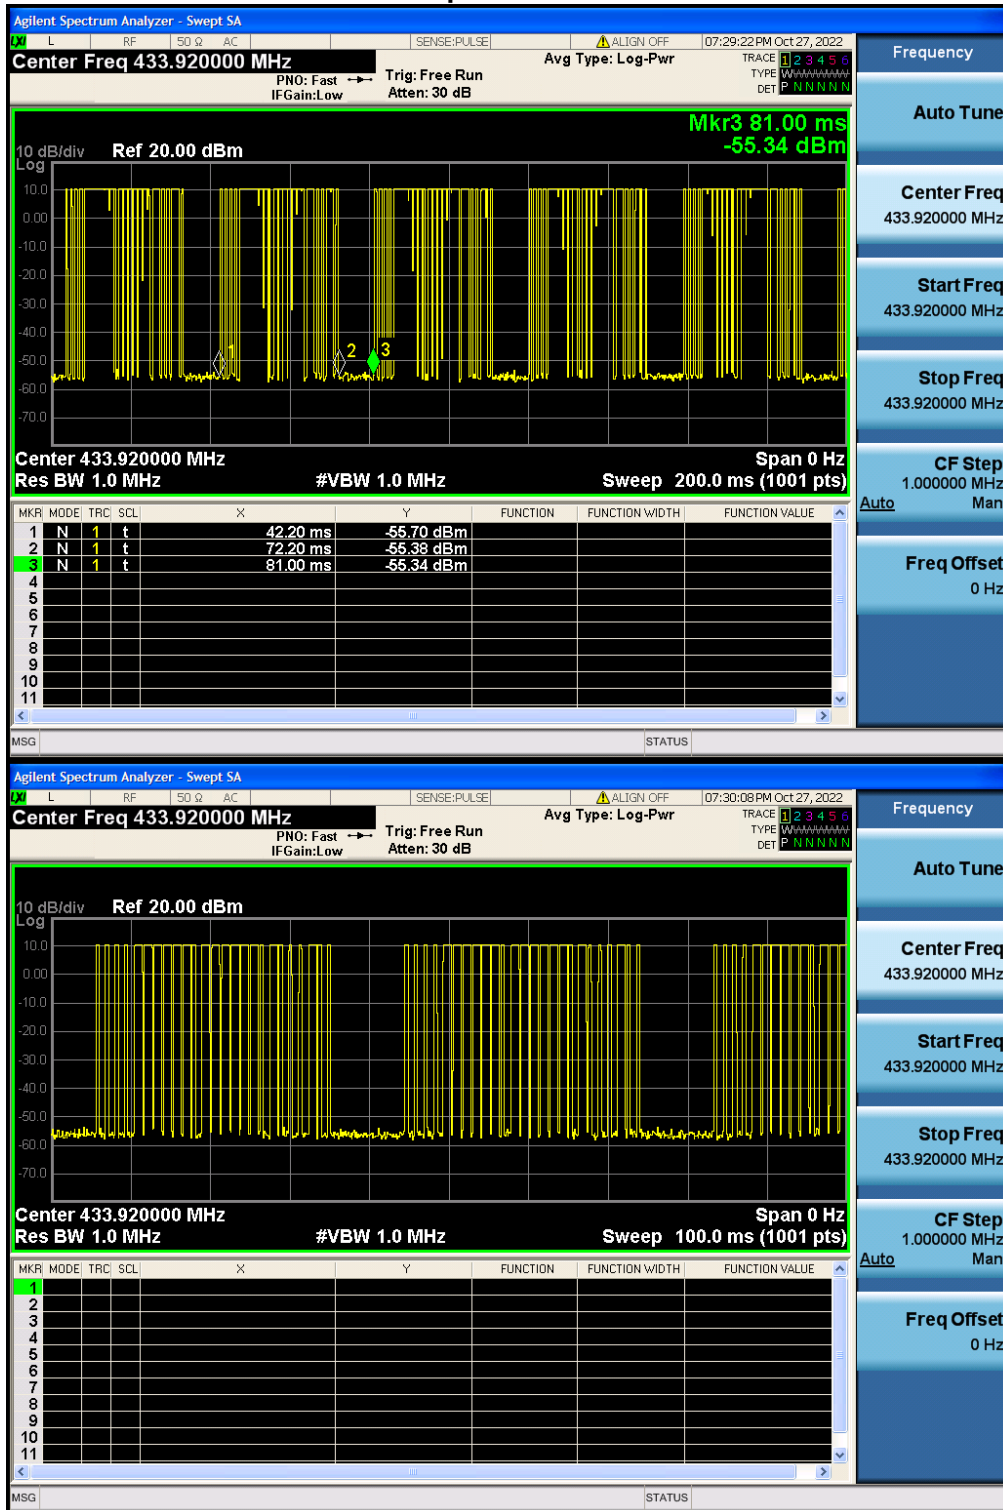 Agilent Spectrum Analyzer - Swept SA
LXI L RF 50 Ω AC SENSE:PULSE ALIGN OFF 07:29:22 PM Oct 27, 2022
Center Freq 433.920000 MHz
PNO: Fast
IFGain:Low
Trig: Free Run
Atten: 30 dB
Avg Type: Log-Pwr
TRACE 1 2 3 4 5 6
TYPE W
DET P N N N N N
Mkr3 81.00 ms
-55.34 dBm
10 dB/div Ref 20.00 dBm
Log
10.0
0.00
-10.0
-20.0
-30.0
-40.0
-50.0
-60.0
-70.0
1
2
3
Center 433.920000 MHz Span 0 Hz
Res BW 1.0 MHz #VBW 1.0 MHz Sweep 200.0 ms (1001 pts)
MKR MODE TRC SCL X Y FUNCTION FUNCTION WIDTH FUNCTION VALUE
1 N 1 t 42.20 ms -55.70 dBm
2 N 1 t 72.20 ms -55.38 dBm
3 N 1 t 81.00 ms -55.34 dBm
4
5
6
7
8
9
10
11
MSG STATUS
Frequency
Auto Tune
Center Freq
433.920000 MHz
Start Freq
433.920000 MHz
Stop Freq
433.920000 MHz
CF Step
1.000000 MHz
Auto Man
Freq Offset
0 Hz
Agilent Spectrum Analyzer - Swept SA
LXI L RF 50 Ω AC SENSE:PULSE ALIGN OFF 07:30:08 PM Oct 27, 2022
Center Freq 433.920000 MHz
PNO: Fast
IFGain:Low
Trig: Free Run
Atten: 30 dB
Avg Type: Log-Pwr
TRACE 1 2 3 4 5 6
TYPE W
DET P N N N N N
10 dB/div Ref 20.00 dBm
Log
10.0
0.00
-10.0
-20.0
-30.0
-40.0
-50.0
-60.0
-70.0
Center 433.920000 MHz Span 0 Hz
Res BW 1.0 MHz #VBW 1.0 MHz Sweep 100.0 ms (1001 pts)
MKR MODE TRC SCL X Y FUNCTION FUNCTION WIDTH FUNCTION VALUE
1
2
3
4
5
6
7
8
9
10
11
MSG STATUS
Frequency
Auto Tune
Center Freq
433.920000 MHz
Start Freq
433.920000 MHz
Stop Freq
433.920000 MHz
CF Step
1.000000 MHz
Auto Man
Freq Offset
0 Hz